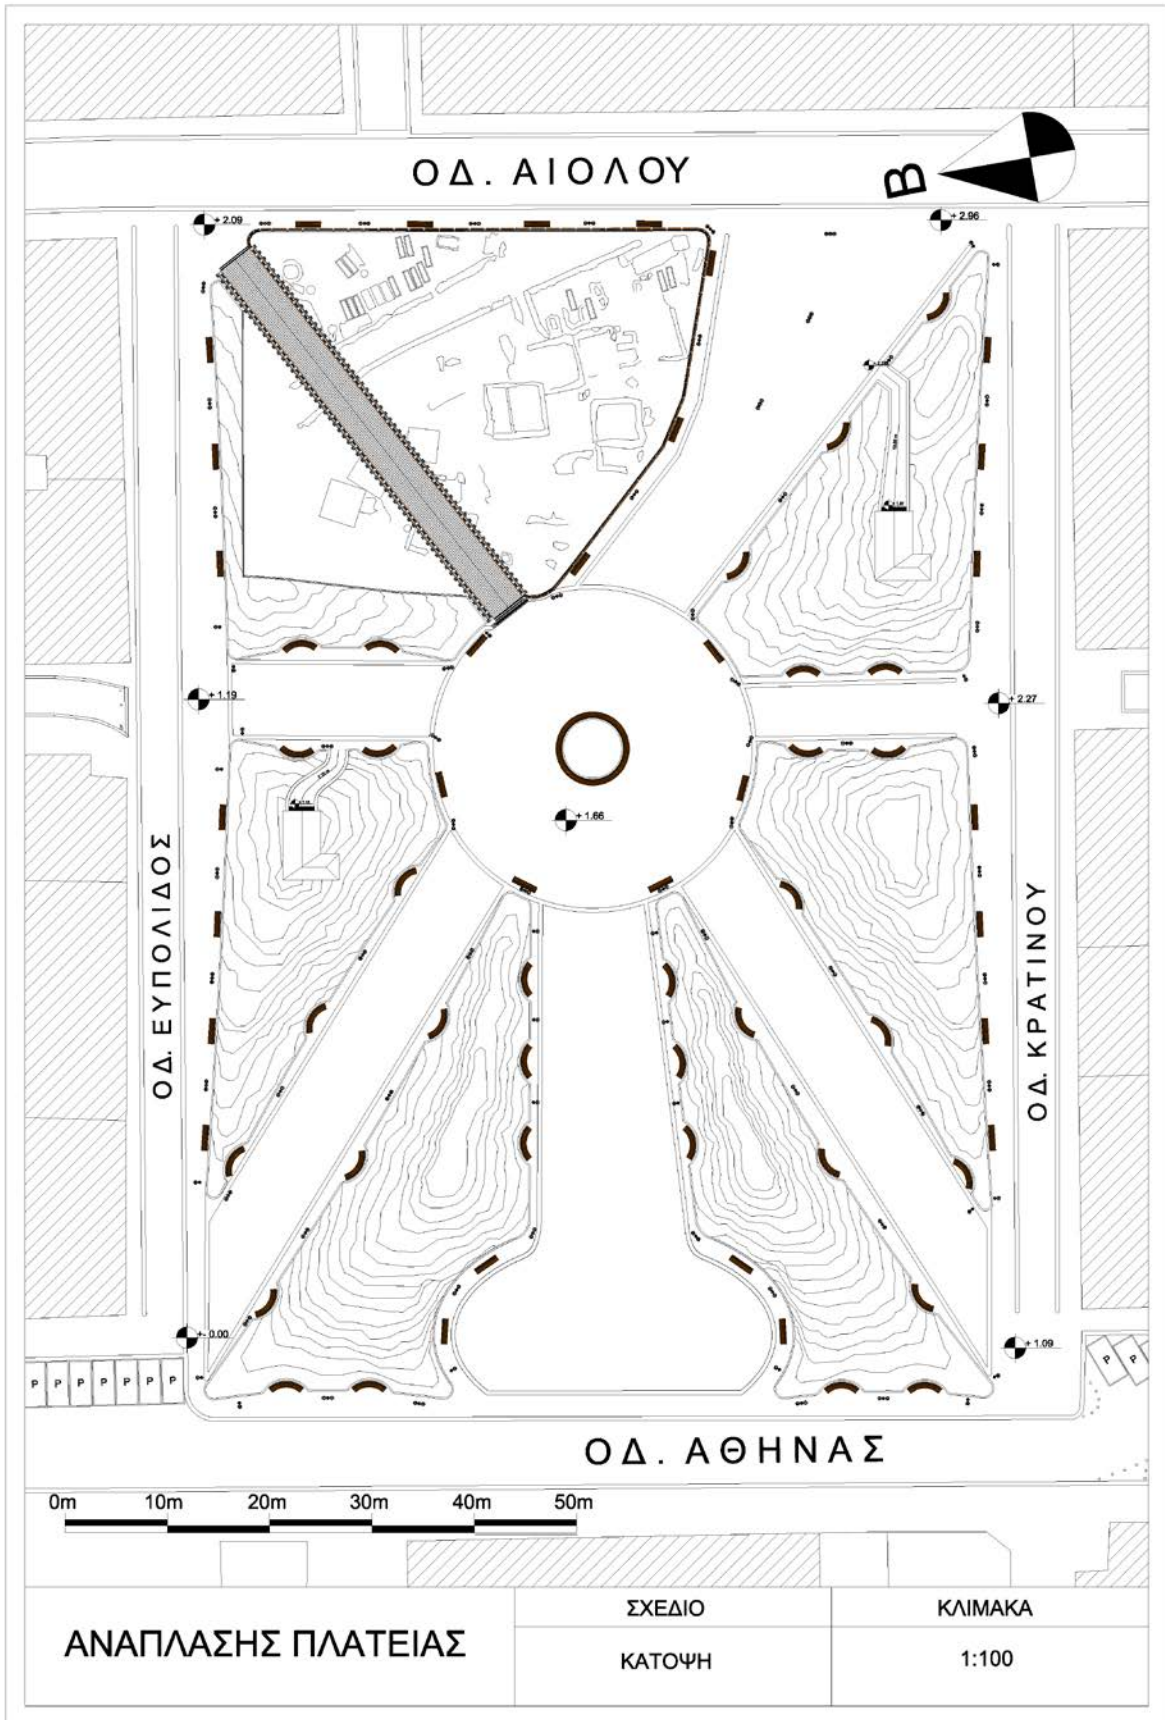 ΟΔ. ΑΙΟΛΟΥ
Β
+ 2.09
+ 2.96
+ 1.19
+ 2.27
+ 1.66
ΟΔ. ΕΥΠΟΛΙΔΟΣ
ΟΔ. ΚΡΑΤΙΝΟΥ
+- 0.00
+ 1.09
P P P P P P P
P P
ΟΔ. ΑΘΗΝΑΣ
0m 10m 20m 30m 40m 50m
ΑΝΑΠΛΑΣΗΣ ΠΛΑΤΕΙΑΣ
ΣΧΕΔΙΟ
ΚΑΤΟΨΗ
ΚΛΙΜΑΚΑ
1:100